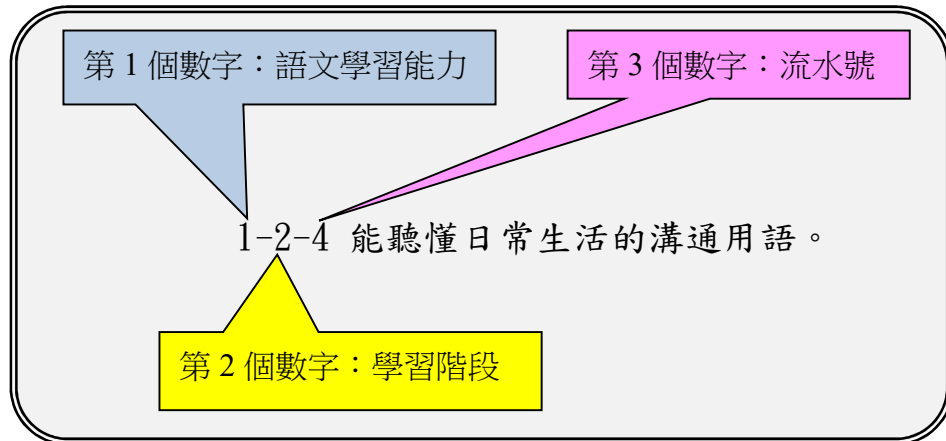 第 1 個數字：語文學習能力
第 3 個數字：流水號
1-2-4 能聽懂日常生活的溝通用語。
第 2 個數字：學習階段